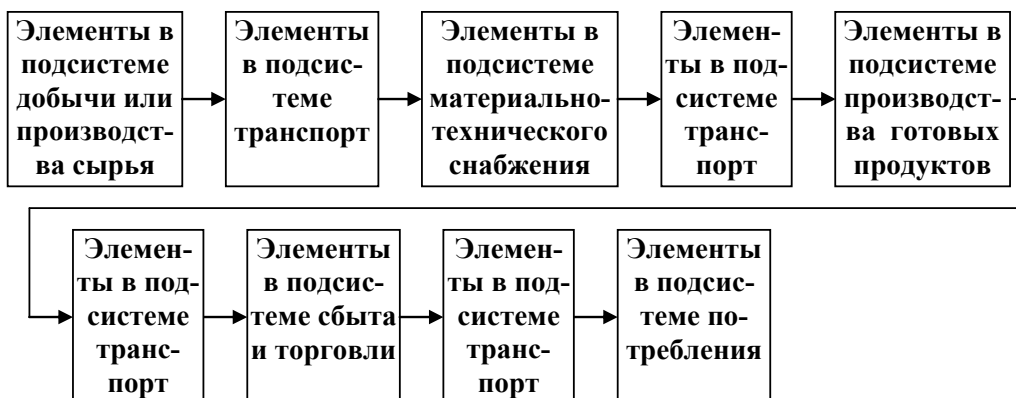 Элементы в
подсистеме
добычи или
производст-
ва сырья
Элементы
в подсис-
теме
транспорт
Элементы в
подсистеме
материально-
технического
снабжения
Элемен-
ты в под-
системе
транс-
порт
Элементы в
подсистеме
производст-
ва готовых
продуктов
Элемен-
ты в под-
системе
транс-
порт
Элементы
в подсис-
теме сбыта
и торговли
Элемен-
ты в под-
системе
транс-
порт
Элементы
в подсис-
теме по-
требления